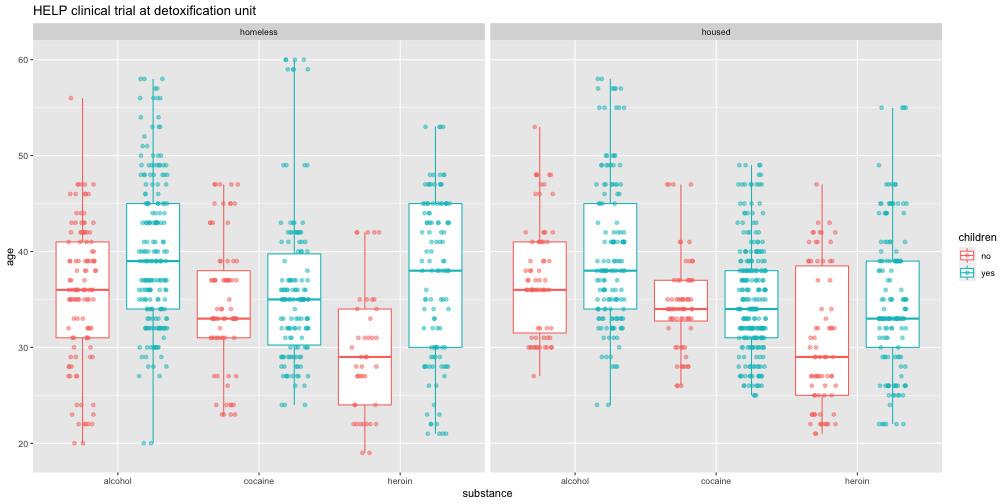 HELP clinical trial at detoxification unit
homeless housed
60
50
40
30
20
age
children
no
yes
alcohol cocaine heroin alcohol cocaine heroin
substance